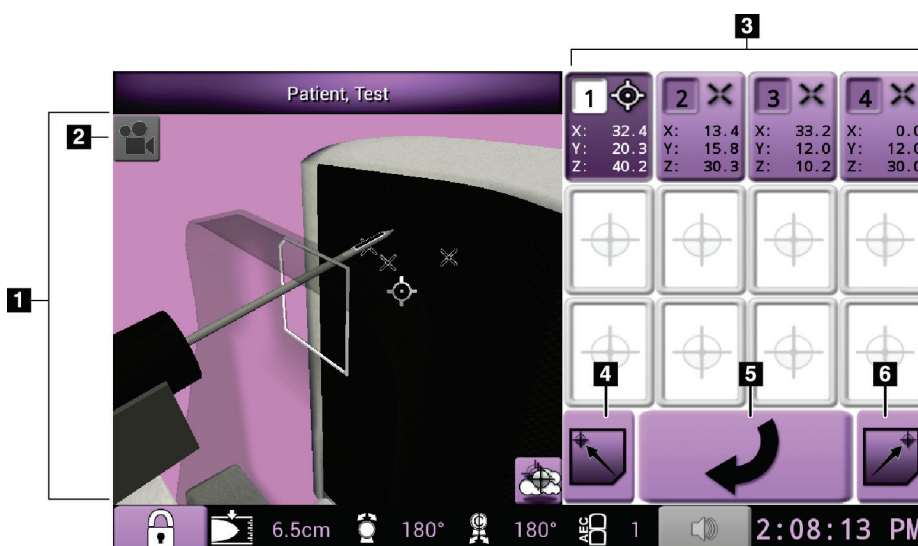 3
Patient, Test
1 2 3 4
X: 32.4 X: 13.4 X: 33.2 X: 0.0
Y: 20.3 Y: 15.8 Y: 12.0 Y: 12.0
Z: 40.2 Z: 30.3 Z: 10.2 Z: 30.0
2
1
4 5 6
6.5cm 180° 180° AEC 1 2:08:13 PM